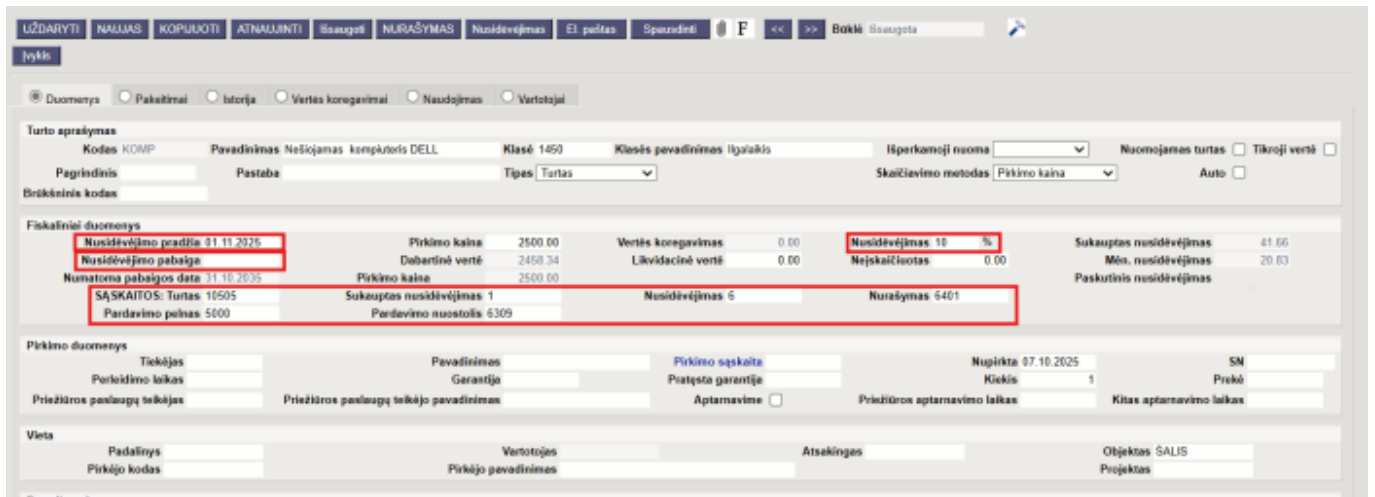 UŽDARYTI NAUJAS KOPIJUOTI ATNAUJINTI Išsaugoti NURAŠYMAS Nusidėvėjimas El. paštas Spausdinti F << >> Būklė Išsaugota
Įvykis
Duomenys Pakeitimai Istorija Vertės koregavimai Naudojimas Vartotojai
Turto aprašymas
Kodas KOMP Pavadinimas Nešiojamas kompiuteris DELL Klasė 1450 Klasės pavadinimas Ilgalaikis Išperkamoji nuoma Nuomojamas turtas Tikroji vertė
Pagrindinis Pastaba Tipas Turtas Skaičiavimo metodas Pirkimo kaina Auto
Brūkšninis kodas
Fiskaliniai duomenys
Nusidėvėjimo pradžia 01.11.2025 Pirkimo kaina 2500.00 Vertės koregavimas 0.00 Nusidėvėjimas 10 % Sukauptas nusidėvėjimas 41.66
Nusidėvėjimo pabaiga Dabartinė vertė 2458.34 Likvidacinė vertė 0.00 Neįskaičiuotas 0.00 Mėn. nusidėvėjimas 20.83
Numatoma pabaigos data 31.10.2035 Pirkimo kaina 2500.00 Paskutinis nusidėvėjimas
SĄSKAITOS: Turtas 10505 Sukauptas nusidėvėjimas 1 Nusidėvėjimas 6 Nurašymas 6401
Pardavimo pelnas 5000 Pardavimo nuostolis 6309
Pirkimo duomenys
Tiekėjas Pavadinimas Pirkimo sąskaita Nupirkta 07.10.2025 SN
Perleidimo laikas Garantija Pratęsta garantija Kiekis 1 Prekė
Priežiūros paslaugų teikėjas Priežiūros paslaugų teikėjo pavadinimas Aptarnavime Priežiūros aptarnavimo laikas Kitas aptarnavimo laikas
Vieta
Padalinys Vartotojas Atsakingas Objektas ŠALIS
Pirkėjo kodas Pirkėjo pavadinimas Projektas